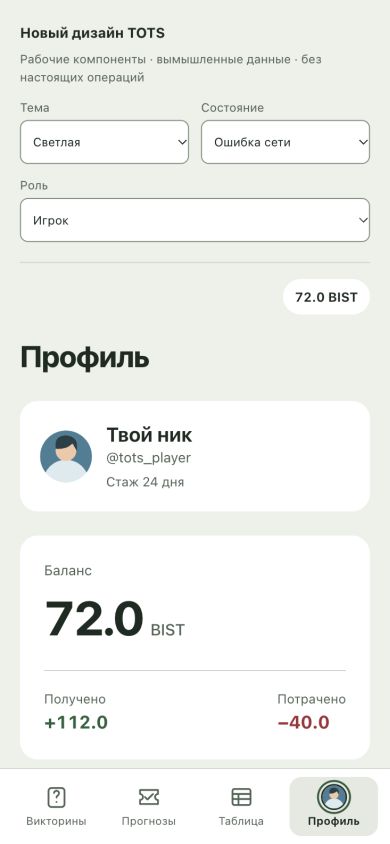 Новый дизайн TOTS
Рабочие компоненты · вымышленные данные · без
настоящих операций
Тема
Состояние
Светлая
Ошибка сети
Роль
Игрок
72.0 BIST
Профиль
Твой ник
@tots_player
Стаж 24 дня
Баланс
72.0 BIST
Получено
Потрачено
+112.0
−40.0
Викторины
Прогнозы
Таблица
Профиль